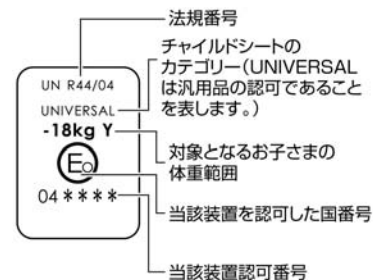 法規番号
チャイルドシートの
カテゴリー(UNIVERSAL
は汎用品の認可であること
を表します。)
UN R44/04
UNIVERSAL
-18kg Y
E
04****
対象となるお子さまの
体重範囲
当該装置を認可した国番号
当該装置認可番号